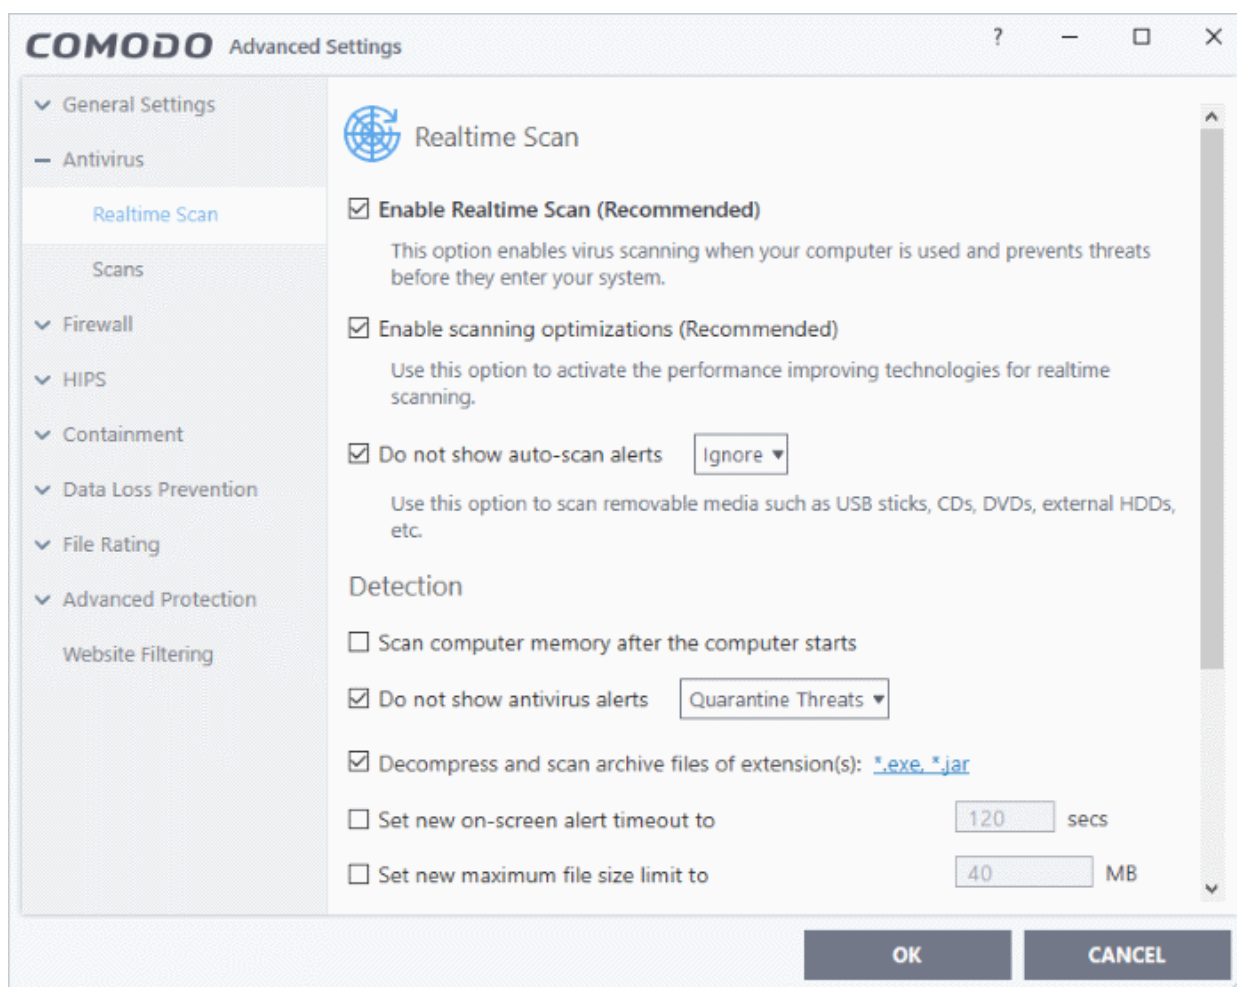 COMODO Advanced Settings ?
General Settings
Antivirus
Realtime Scan
Scans
Firewall
HIPS
Containment
Data Loss Prevention
File Rating
Advanced Protection
Website Filtering
Realtime Scan
Enable Realtime Scan (Recommended)
This option enables virus scanning when your computer is used and prevents threats
before they enter your system.
Enable scanning optimizations (Recommended)
Use this option to activate the performance improving technologies for realtime
scanning.
Do not show auto-scan alerts Ignore
Use this option to scan removable media such as USB sticks, CDs, DVDs, external HDDs,
etc.
Detection
Scan computer memory after the computer starts
Do not show antivirus alerts Quarantine Threats
Decompress and scan archive files of extension(s): *.exe, *.jar
Set new on-screen alert timeout to 120 secs
Set new maximum file size limit to 40 MB
OK CANCEL